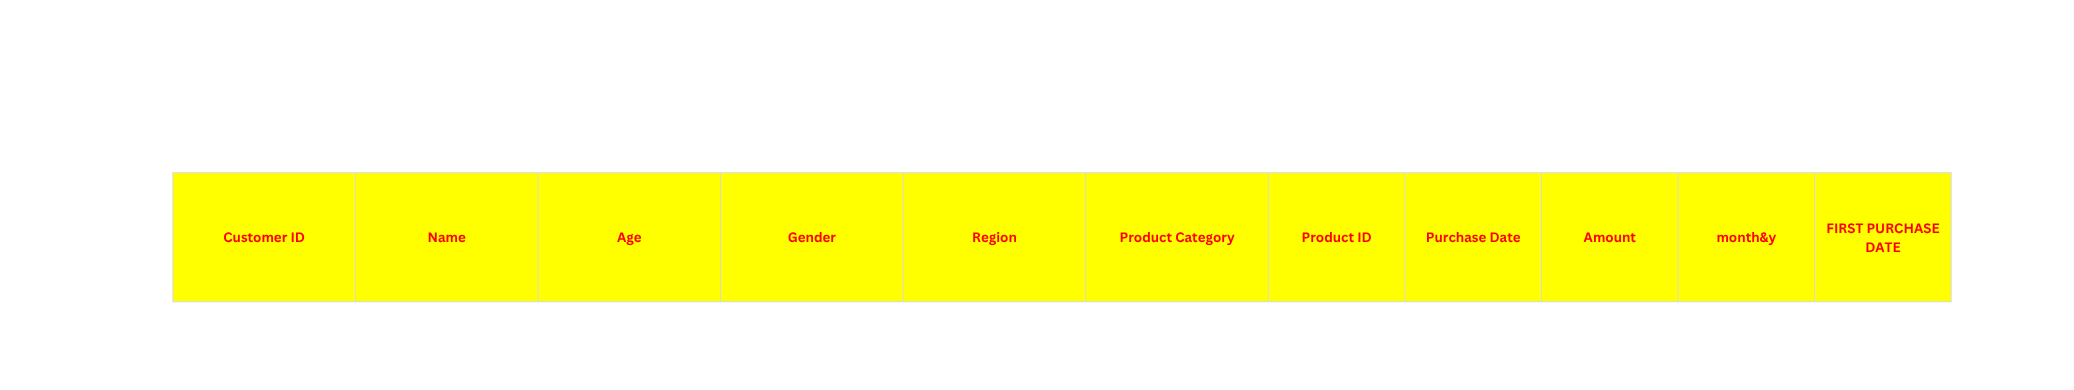 Customer ID
Name
Age
Gender
Region
Product Category
Product ID
Purchase Date
Amount
month&y
FIRST PURCHASE
DATE